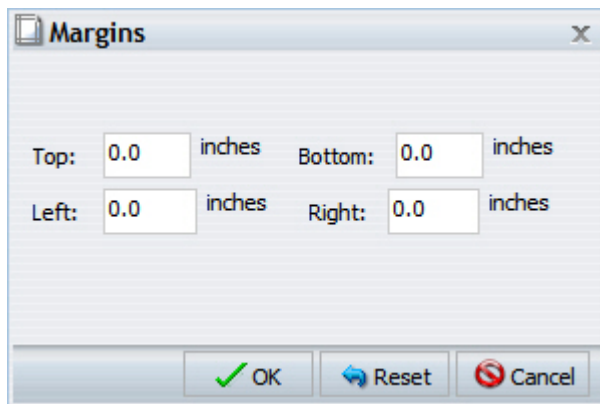 Margins
Top: 0.0 inches Bottom: 0.0 inches
Left: 0.0 inches Right: 0.0 inches
OK Reset Cancel